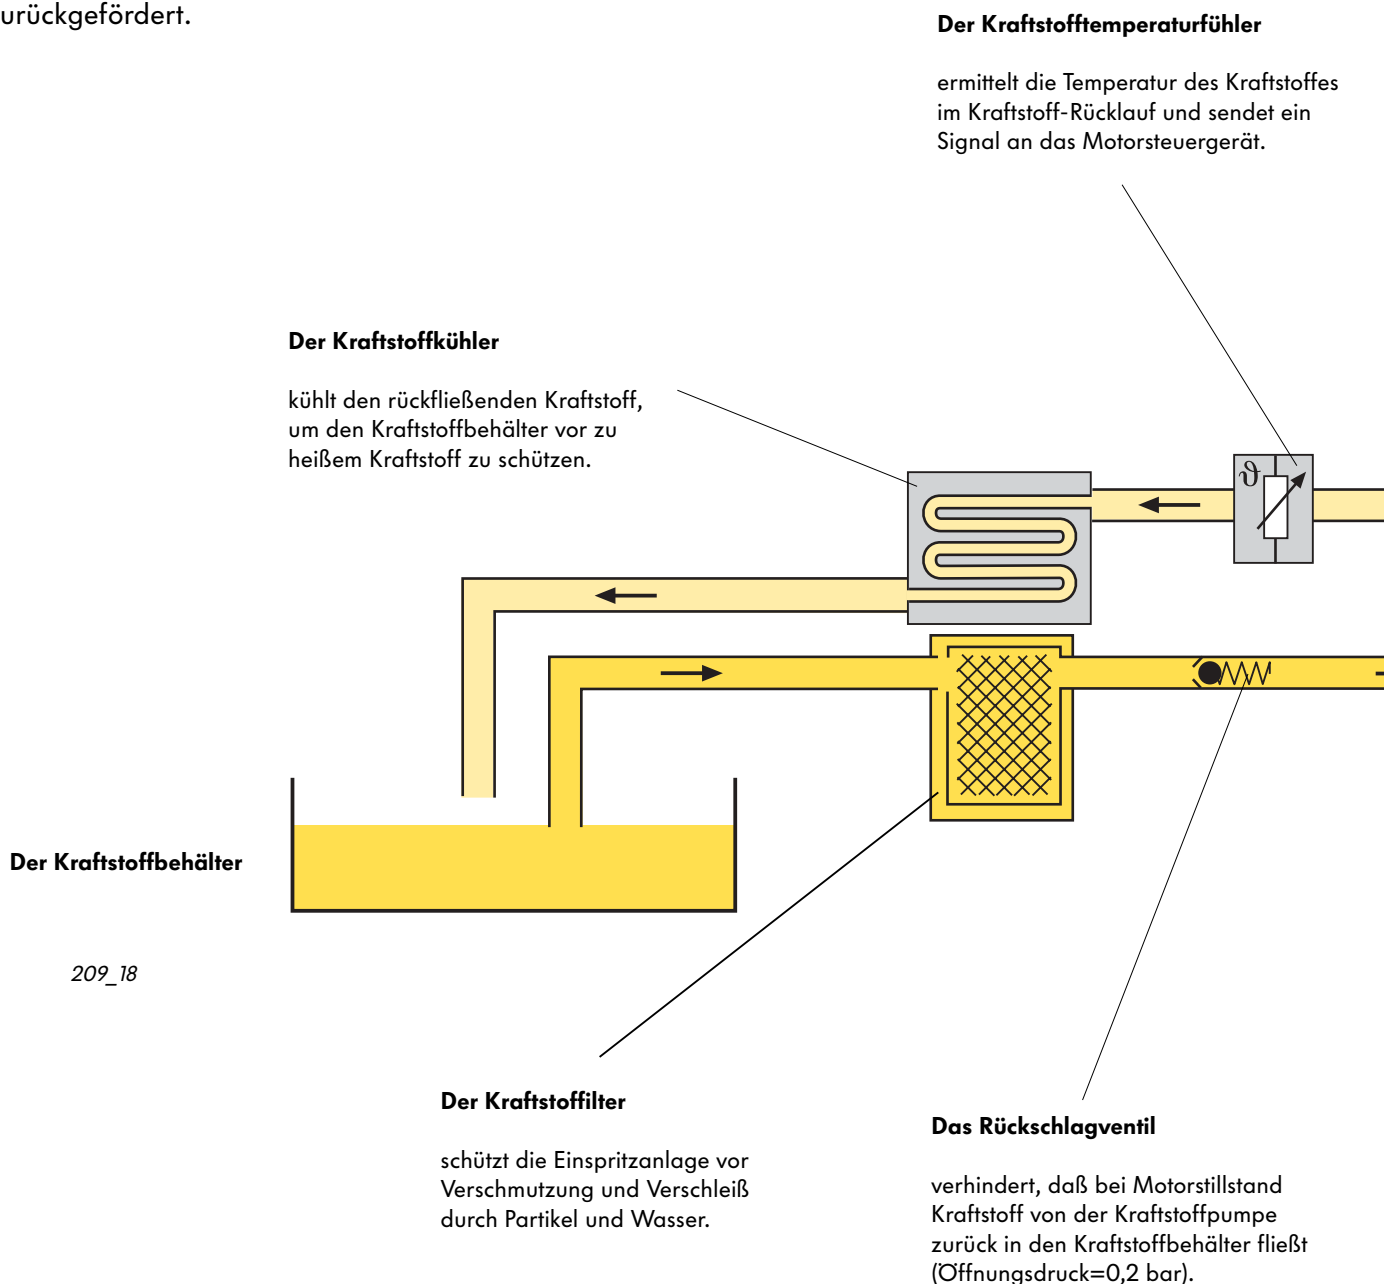 urückgefördert.
Der Kraftstofftemperaturfühler
ermittelt die Temperatur des Kraftstoffes
im Kraftstoff-Rücklauf und sendet ein
Signal an das Motorsteuergerät.
Der Kraftstoffkühler
kühlt den rückfließenden Kraftstoff,
um den Kraftstoffbehälter vor zu
heißem Kraftstoff zu schützen.
ϑ
Der Kraftstoffbehälter
209_18
Der Kraftstoffilter
schützt die Einspritzanlage vor
Verschmutzung und Verschleiß
durch Partikel und Wasser.
Das Rückschlagventil
verhindert, daß bei Motorstillstand
Kraftstoff von der Kraftstoffpumpe
zurück in den Kraftstoffbehälter fließt
(Öffnungsdruck=0,2 bar).